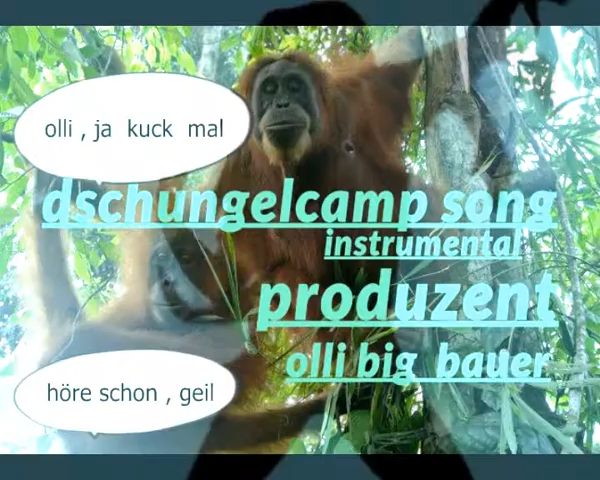 olli , ja kuck mal
dschungelcamp song
instrumental
produzent
olli big bauer
höre schon , geil